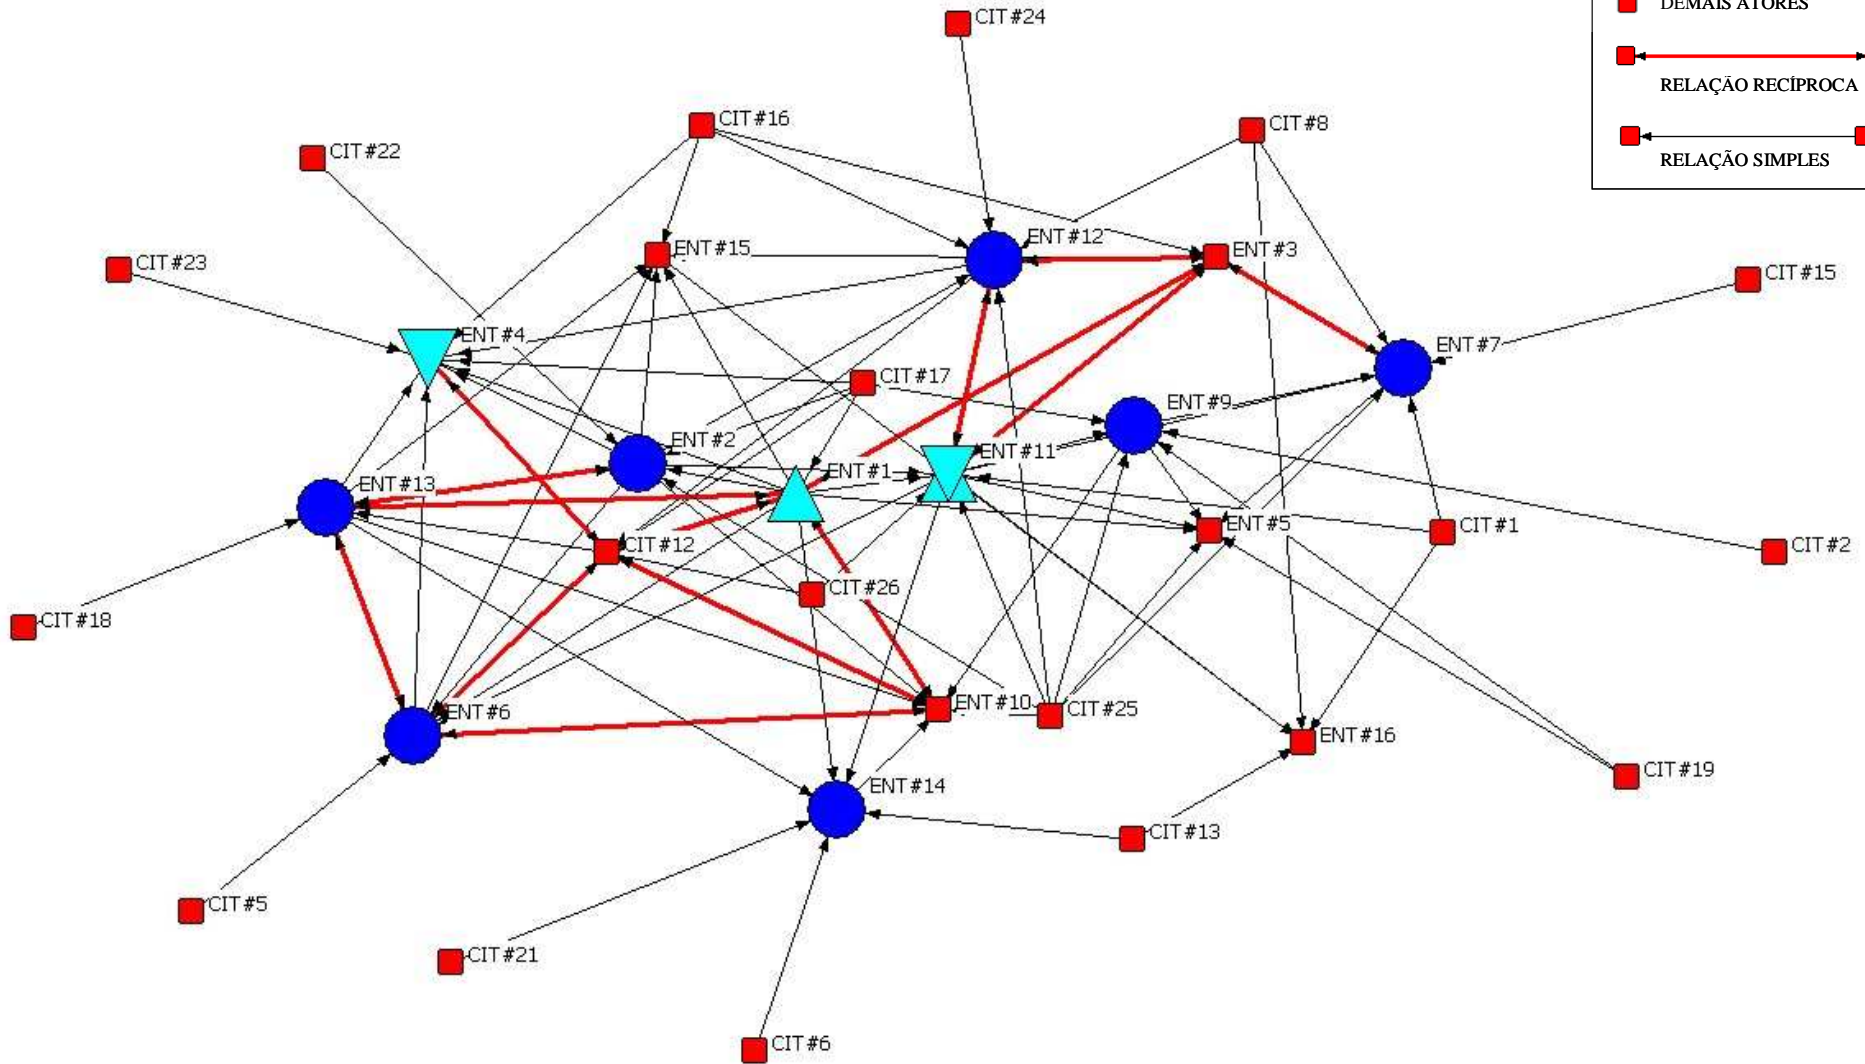 CIT#24
DEMAIS ATORES
RELAÇÃO RECÍPROCA
CIT#16
CIT#8
CIT#22
RELAÇÃO SIMPLES
ENT#12
ENT#15
ENT#3
CIT#23
CIT#15
ENT#4
ENT#7
CIT#17
ENT#9
ENT#2
ENT#11
ENT#1
ENT#13
ENT#5
CIT#1
CIT#12
CIT#2
CIT#26
CIT#18
ENT#10
CIT#25
ENT#6
ENT#16
CIT#19
ENT#14
CIT#13
CIT#5
CIT#21
CIT#6